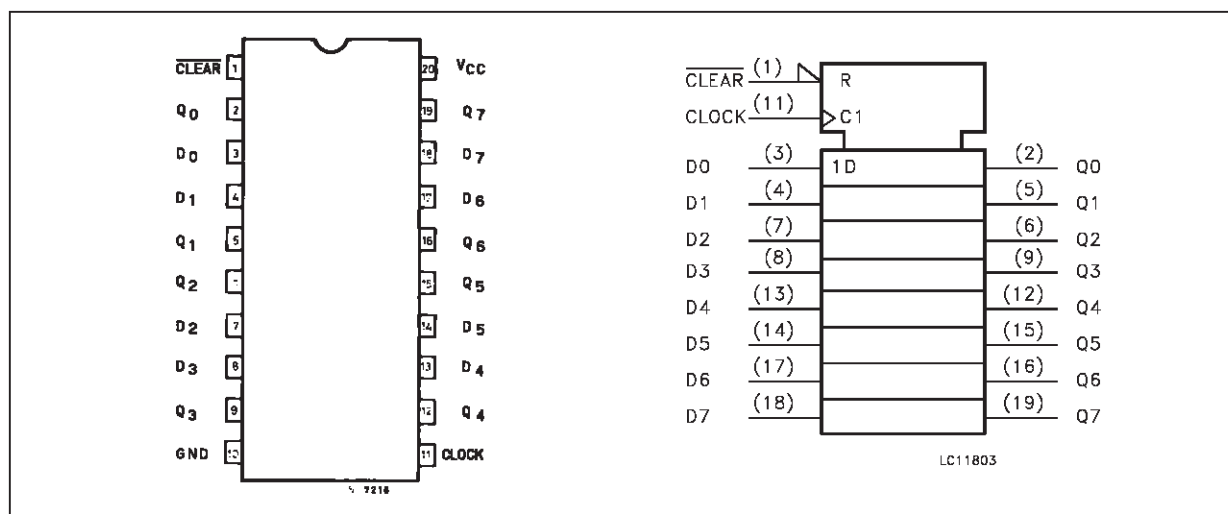 CLEAR 1 20 VCC
Q0 2 19 Q7
D0 3 18 D7
D1 4 17 D6
Q1 5 16 Q6
Q2 15 Q5
D2 7 14 D5
D3 8 13 D4
Q3 9 12 Q4
GND 10 11 CLOCK
7216
CLEAR (1) R
CLOCK (11) C1
D0 (3) 1D (2) Q0
D1 (4) (5) Q1
D2 (7) (6) Q2
D3 (8) (9) Q3
D4 (13) (12) Q4
D5 (14) (15) Q5
D6 (17) (16) Q6
D7 (18) (19) Q7
LC11803